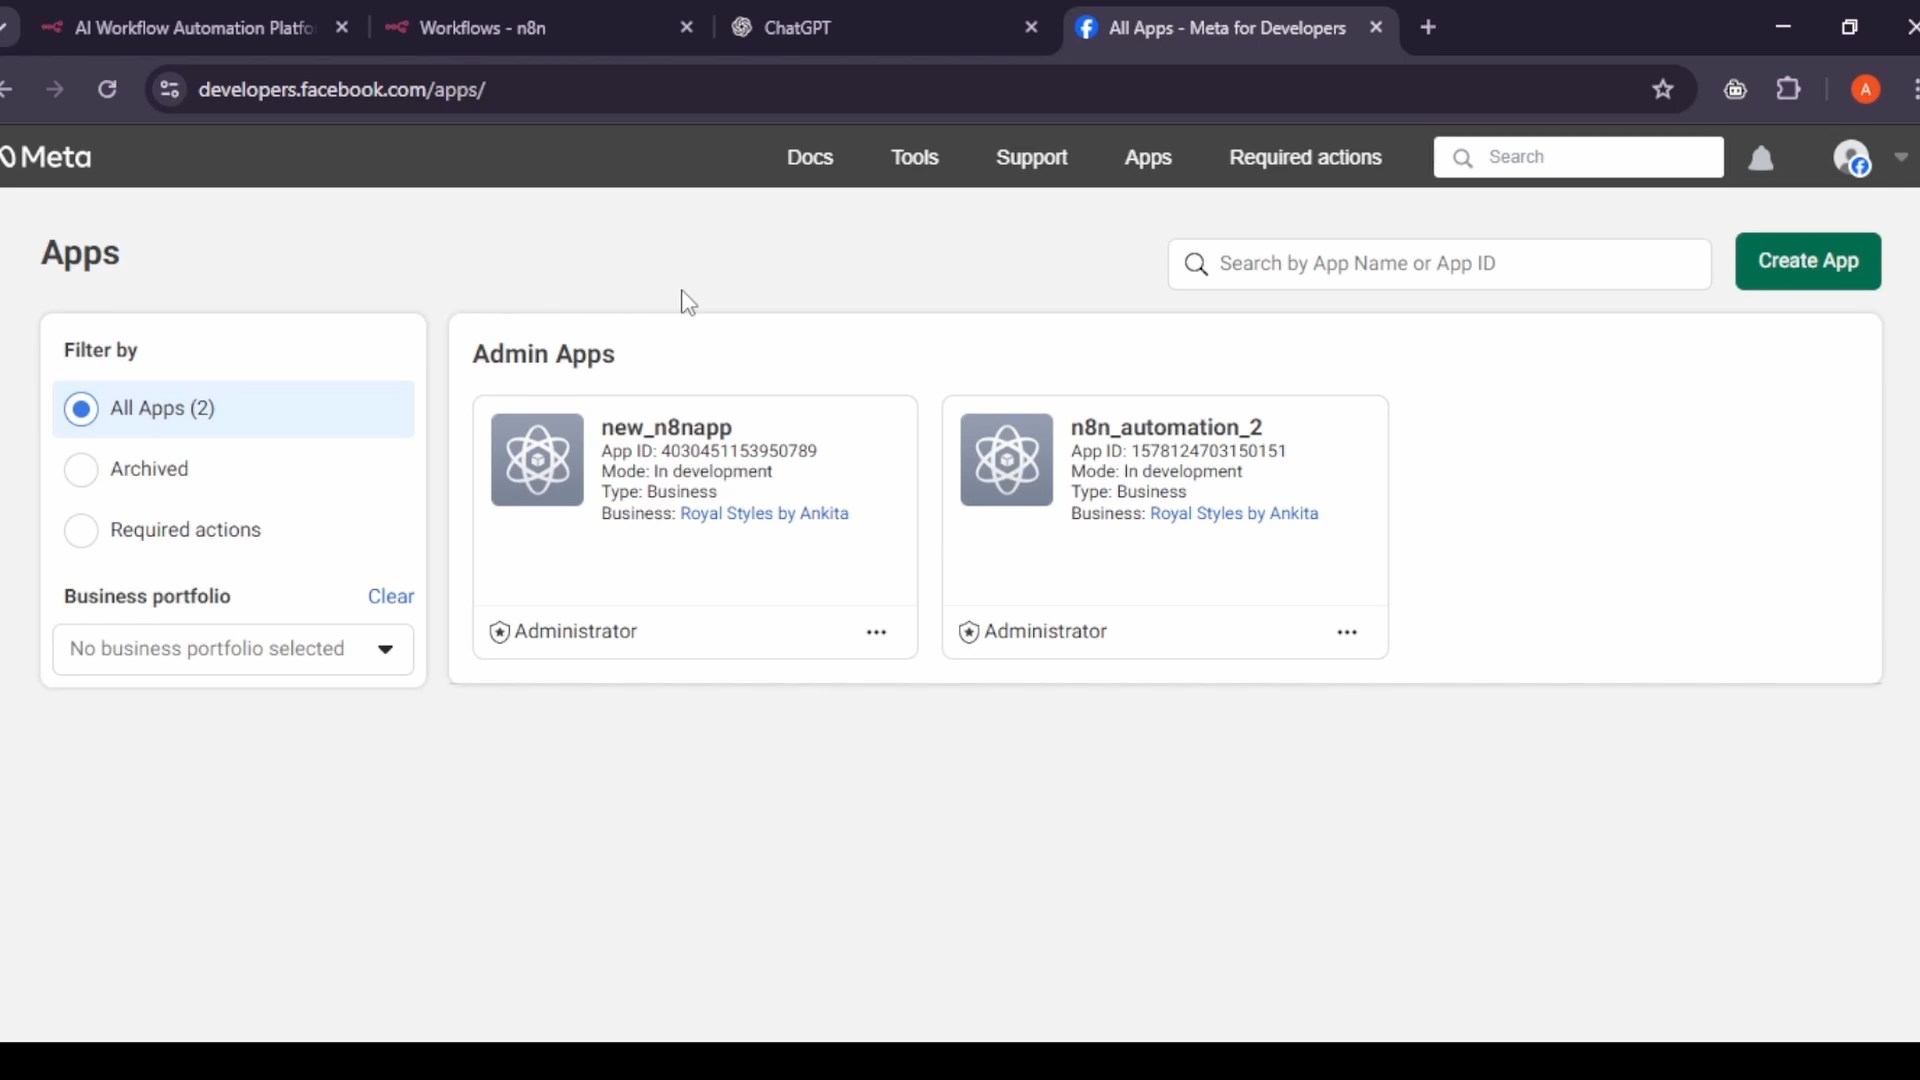 AI Workflow Automation Platfo
Workflows - n8n
ChatGPT
All Apps - Meta for Developers
developers.facebook.com/apps/
A
Meta
Docs
Tools
Support
Apps
Required actions
Search
Apps
Search by App Name or App ID
Create App
Filter by
All Apps (2)
Archived
Required actions
Business portfolio
Clear
No business portfolio selected
Admin Apps
new_n8napp
App ID: 4030451153950789
Mode: In development
Type: Business
Business: Royal Styles by Ankita
Administrator
n8n_automation_2
App ID: 1578124703150151
Mode: In development
Type: Business
Business: Royal Styles by Ankita
Administrator